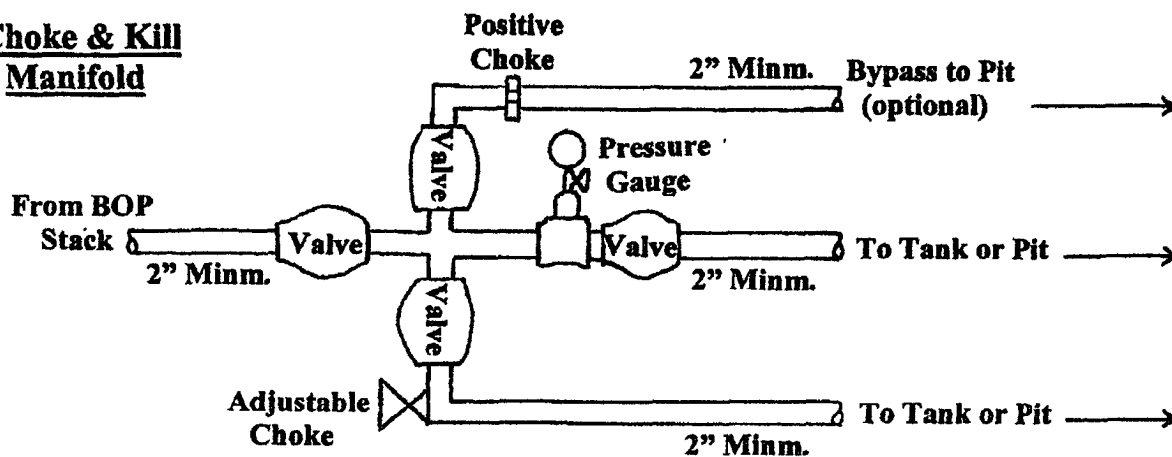 Choke & Kill
Manifold
Positive
Choke
2" Minm.
Bypass to Pit
(optional)
Valve
Pressure
Gauge
From BOP
Stack
Valve
Valve
To Tank or Pit
2" Minm.
2" Minm.
Valve
Adjustable
Choke
To Tank or Pit
2" Minm.